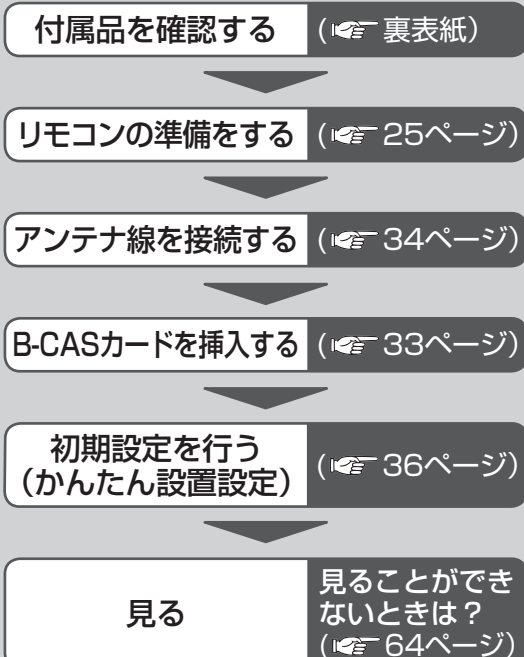 付属品を確認する (☞ 裏表紙)
リモコンの準備をする (☞ 25ページ)
アンテナ線を接続する (☞ 34ページ)
B-CASカードを挿入する (☞ 33ページ)
初期設定を行う
(かんたん設置設定) (☞ 36ページ)
見る
見ることができ
ないときは?
(☞ 64ページ)